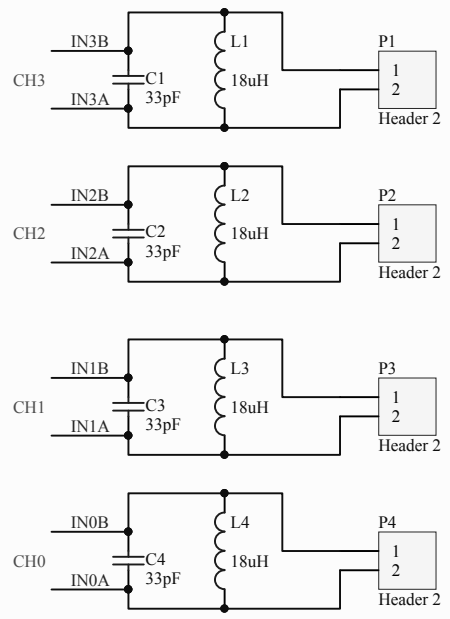 IN3B
L1
P1
CH3
C1
18uH
1
33pF
2
IN3A
Header 2
IN2B
L2
P2
CH2
C2
18uH
1
33pF
2
IN2A
Header 2
IN1B
L3
P3
CH1
C3
18uH
1
33pF
2
IN1A
Header 2
IN0B
L4
P4
CH0
C4
18uH
1
33pF
2
IN0A
Header 2